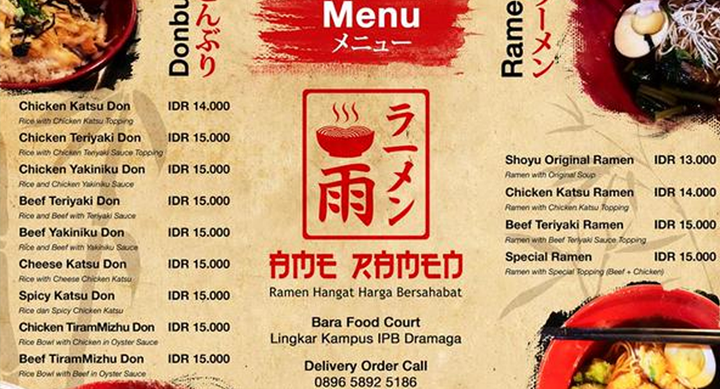 Donbu
んぶり
Chicken Katsu Don IDR 14.000
Rice with Chicken Katsu Topping
Chicken Teriyaki Don IDR 15.000
Rice with Chicken Teriyaki Sauce Topping
Chicken Yakiniku Don IDR 15.000
Rice and Chicken Yakiniku Sauce
Beef Teriyaki Don IDR 15.000
Rice and Beef with Teriyaki Sauce
Beef Yakiniku Don IDR 15.000
Rice and Beef with Yakiniku Sauce
Cheese Katsu Don IDR 15.000
Rice with Cheese Chicken Katsu
Spicy Katsu Don IDR 15.000
Rice dan Spicy Chicken Katsu
Chicken TiramMizhu Don IDR 15.000
Rice Bowl with Chicken in Oyster Sauce
Beef TiramMizhu Don IDR 15.000
Rice Bowl with Beef in Oyster Sauce
Menu
メニュー
ラーメン
雨
AME RAMEN
Ramen Hangat Harga Bersahabat
Bara Food Court
Lingkar Kampus IPB Dramaga
Delivery Order Call
0896 5892 5186
Rame
ラーメン
Shoyu Original Ramen IDR 13.000
Ramen with Original Soup
Chicken Katsu Ramen IDR 14.000
Ramen with Chicken Katsu Topping
Beef Teriyaki Ramen IDR 15.000
Ramen with Beef Teriyaki Sauce Topping
Special Ramen IDR 15.000
Ramen with Special Topping (Beef + Chicken)